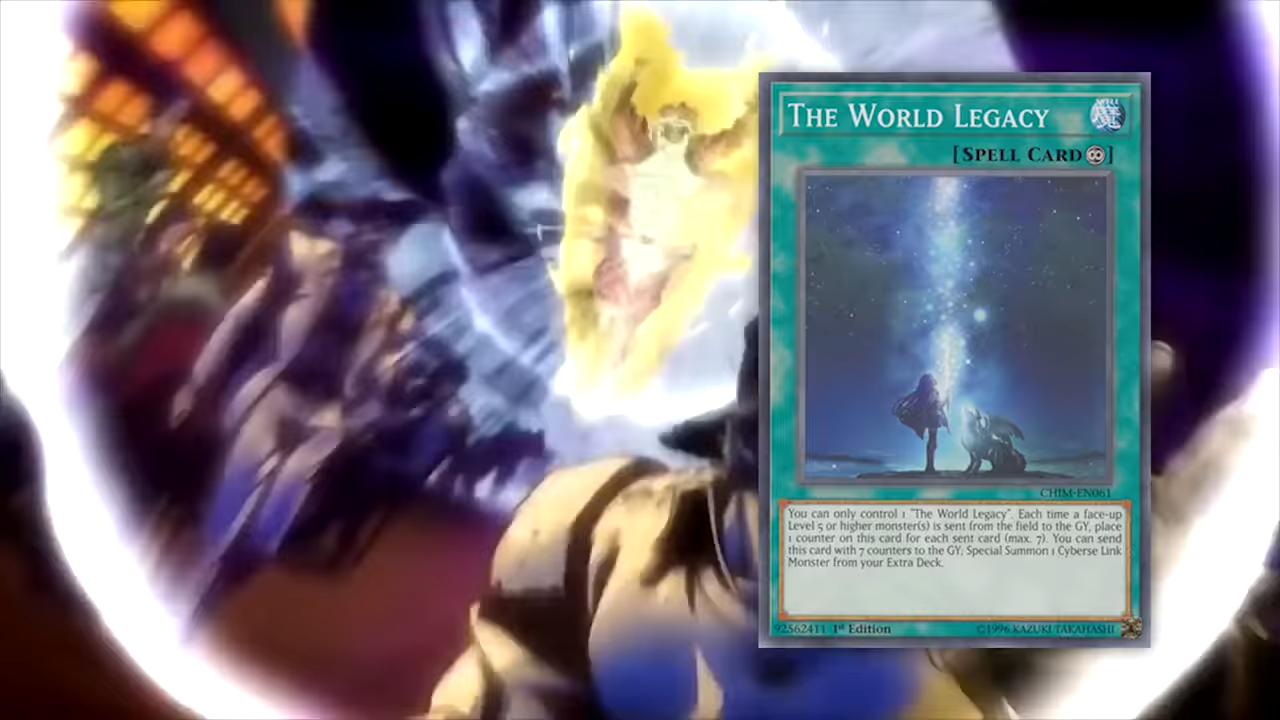 THE WORLD LEGACY
魔
[SPELL CARD]
CHIM-EN061
You can only control 1 "The World Legacy". Each time a face-up
Level 5 or higher monster(s) is sent from the field to the GY, place
1 counter on this card for each sent card (max. 7). You can send
this card with 7 counters to the GY; Special Summon 1 Cyberse Link
Monster from your Extra Deck.
92562411 1st Edition
©1996 KAZUKI TAKAHASHI